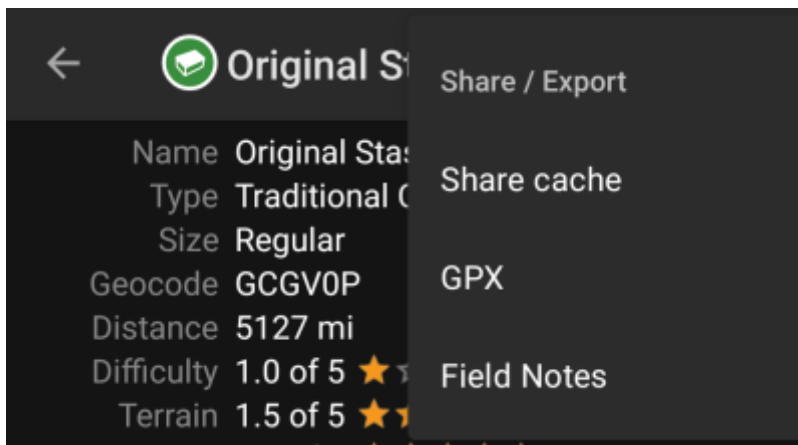 Original St
Share / Export
Name Original Stas
Type Traditional
Size Regular
Geocode GCGV0P
Distance 5127 mi
Difficulty 1.0 of 5
Terrain 1.5 of 5
Share cache
GPX
Field Notes